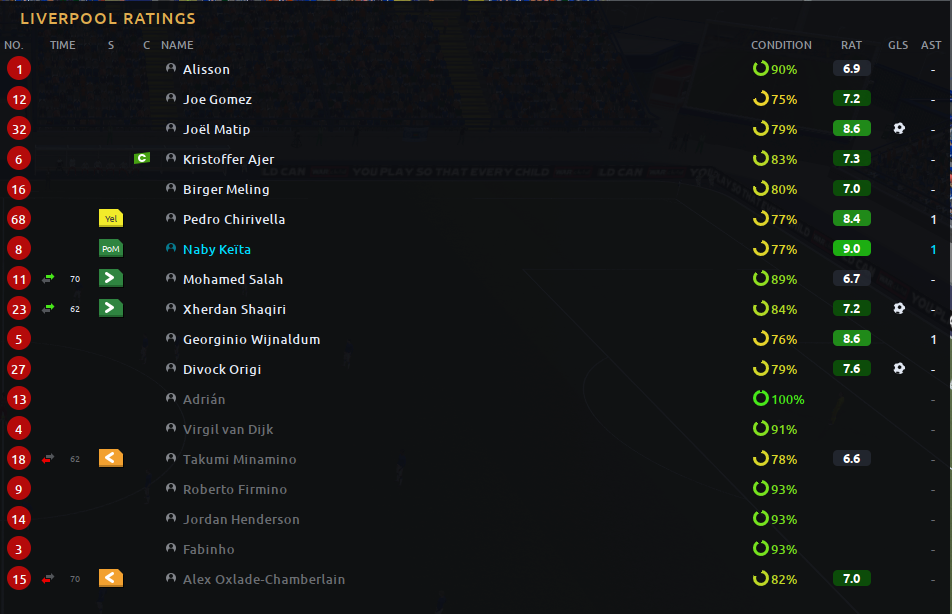 LIVERPOOL RATINGS
NO. TIME S C NAME CONDITION RAT GLS AST
1 Alisson 90% 6.9 -
12 Joe Gomez 75% 7.2 -
32 Joël Matip 79% 8.6 -
6 C Kristoffer Ajer 83% 7.3 -
16 Birger Meling 80% 7.0 -
68 Yel Pedro Chirivella 77% 8.4 1
8 PoM Naby Keïta 77% 9.0 1
11 70 > Mohamed Salah 89% 6.7 -
23 62 > Xherdan Shaqiri 84% 7.2 -
5 Georginio Wijnaldum 76% 8.6 1
27 Divock Origi 79% 7.6 -
13 Adrián 100% -
4 Virgil van Dijk 91% -
18 62 < Takumi Minamino 78% 6.6 -
9 Roberto Firmino 93% -
14 Jordan Henderson 93% -
3 Fabinho 93% -
15 70 < Alex Oxlade-Chamberlain 82% 7.0 -